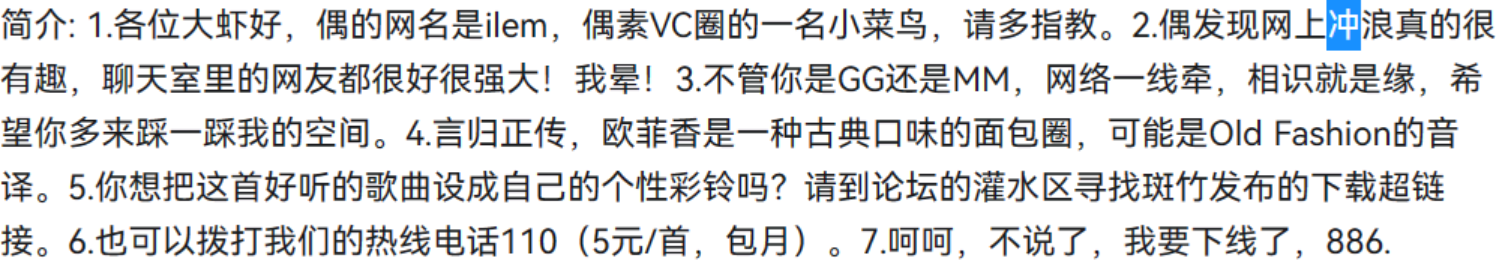 简介: 1.各位大虾好，偶的网名是ilem，偶素VC圈的一名小菜鸟，请多指教。2.偶发现网上冲浪真的很
有趣，聊天室里的网友都很好很强大！我晕！3.不管你是GG还是MM，网络一线牵，相识就是缘，希
望你多来踩一踩我的空间。4.言归正传，欧菲香是一种古典口味的面包圈，可能是Old Fashion的音
译。5.你想把这首好听的歌曲设成自己的个性彩铃吗？请到论坛的灌水区寻找斑竹发布的下载超链
接。6.也可以拨打我们的热线电话110（5元/首，包月）。7.呵呵，不说了，我要下线了，886.